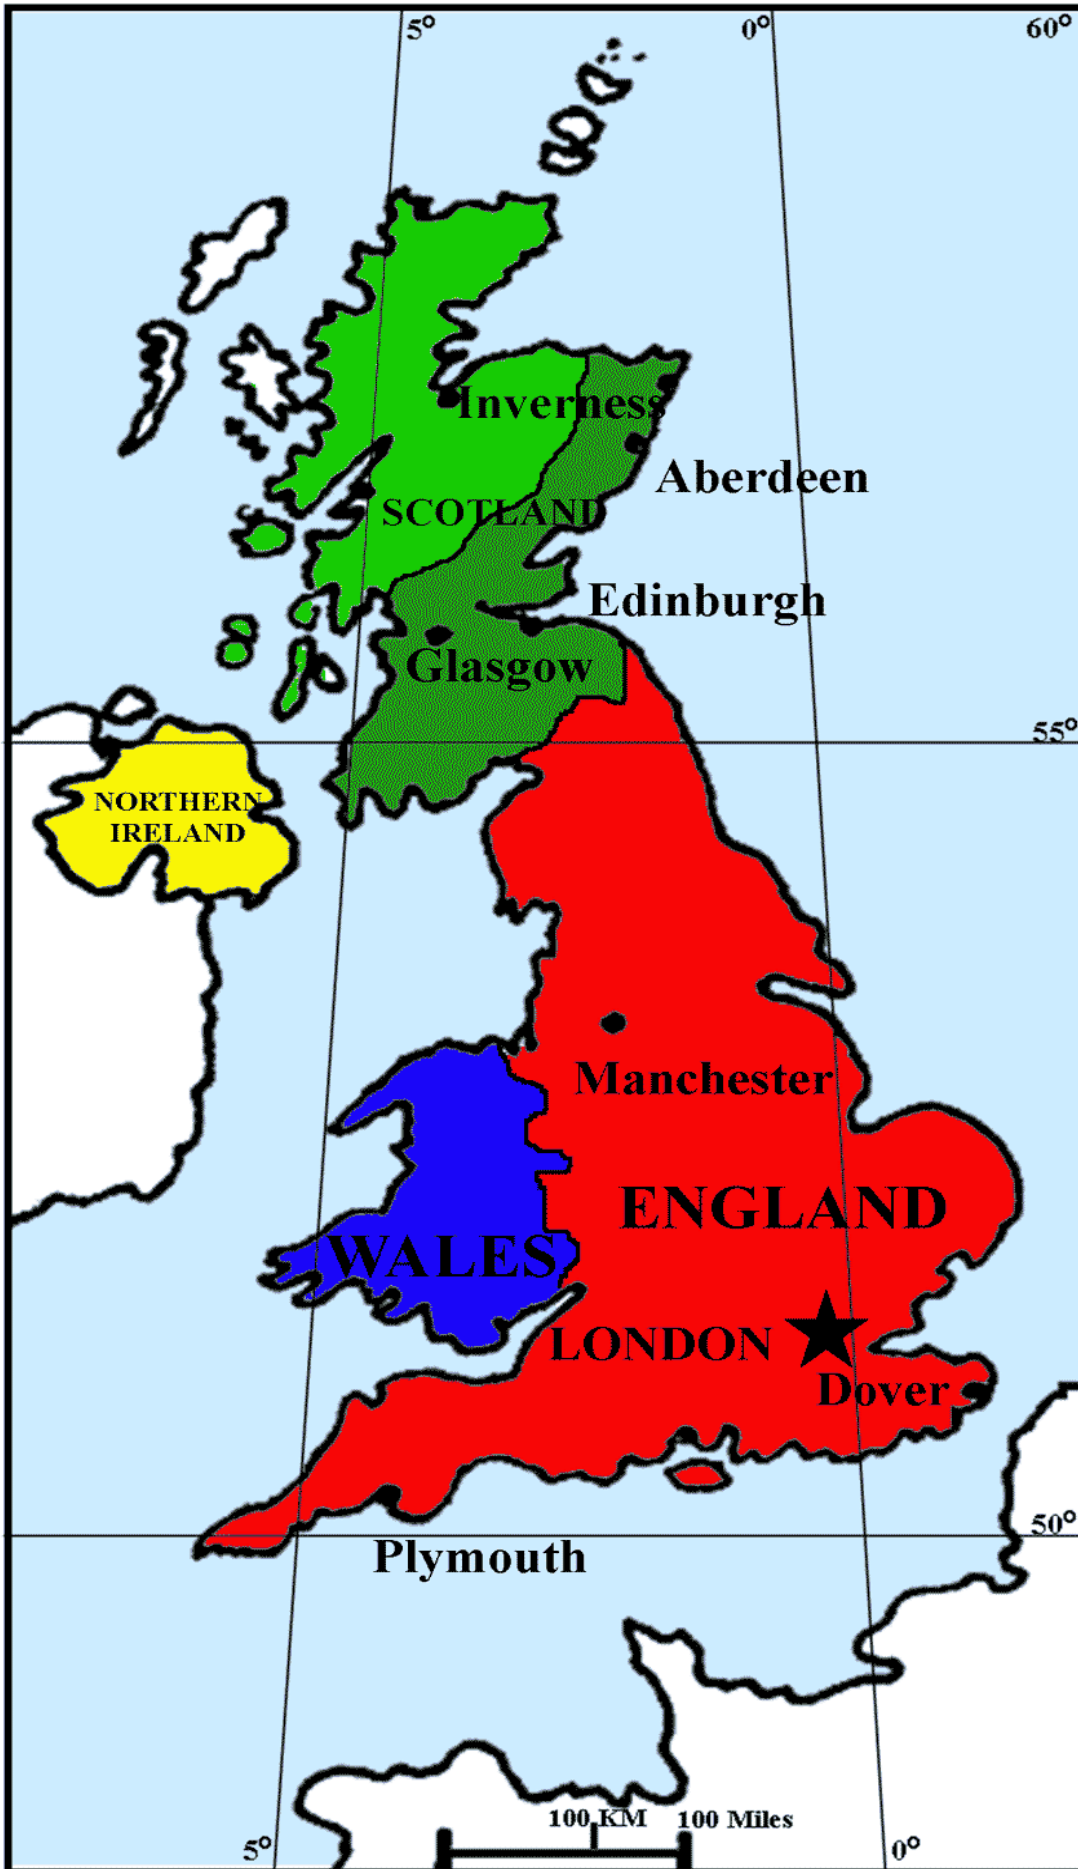 5°
0°
60°
Inverness
Aberdeen
SCOTLAND
Edinburgh
Glasgow
55°
NORTHERN
IRELAND
Manchester
ENGLAND
WALES
LONDON
Dover
50°
Plymouth
100 KM
100 Miles
5°
0°